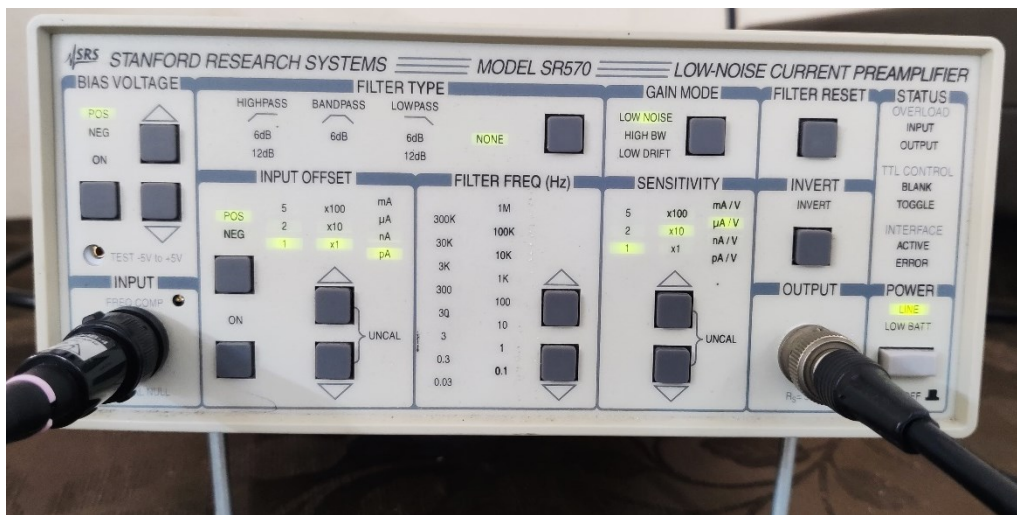 SRS STANFORD RESEARCH SYSTEMS MODEL SR570 LOW-NOISE CURRENT PREAMPLIFIER
BIAS VOLTAGE
POS
NEG
ON
TEST -5V to +5V
FILTER TYPE
HIGHPASS BANDPASS LOWPASS
6dB 6dB 6dB
12dB 12dB
NONE
GAIN MODE
LOW NOISE
HIGH BW
LOW DRIFT
FILTER RESET
STATUS
OVERLOAD
INPUT
OUTPUT
TTL CONTROL
BLANK
TOGGLE
INTERFACE
ACTIVE
ERROR
INPUT OFFSET
POS
NEG
ON
5 x100 mA
2 x10 µA
1 x1 nA
pA
UNCAL
FILTER FREQ (Hz)
1M
300K
100K
30K
10K
3K
1K
300
100
30
10
3
1
0.3
0.1
0.03
SENSITIVITY
5 x100 mA / V
2 x10 µA / V
1 x1 nA / V
pA / V
UNCAL
INVERT
INVERT
INPUT
FREQ COMP
NULL
OUTPUT
POWER
LINE
LOW BATT